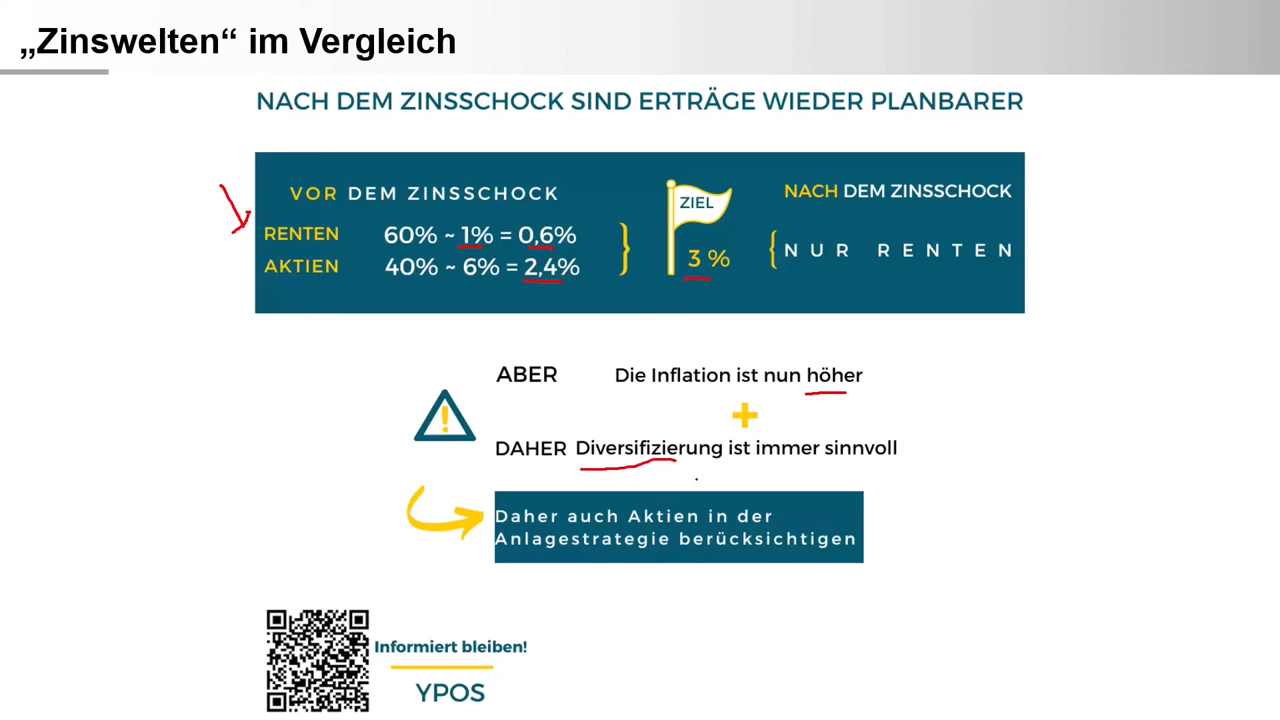 „Zinswelten“ im Vergleich
NACH DEM ZINSSCHOCK SIND ERTRÄGE WIEDER PLANBARER
VOR DEM ZINSSCHOCK
RENTEN 60% ~ 1% = 0,6%
AKTIEN 40% ~ 6% = 2,4%
ZIEL
3 %
NACH DEM ZINSSCHOCK
NUR RENTEN
ABER Die Inflation ist nun höher
+
DAHER Diversifizierung ist immer sinnvoll
Daher auch Aktien in der
Anlagestrategie berücksichtigen
Informiert bleiben!
YPOS